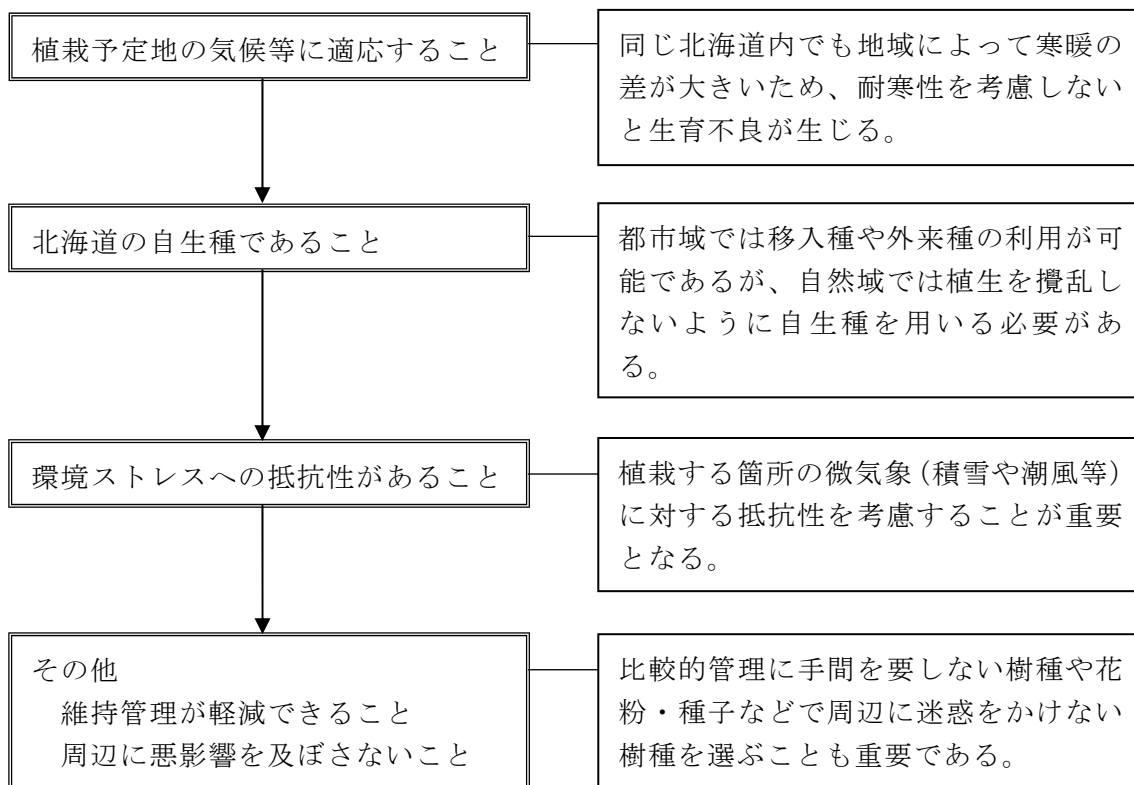 植栽予定地の気候等に適応すること
同じ北海道内でも地域によって寒暖の
差が大きいため、耐寒性を考慮しない
と生育不良が生じる。
北海道の自生種であること
都市域では移入種や外来種の利用が可
能であるが、自然域では植生を攪乱し
ないように自生種を用いる必要があ
る。
環境ストレスへの抵抗性があること
植栽する箇所の微気象(積雪や潮風等)
に対する抵抗性を考慮することが重要
となる。
その他
維持管理が軽減できること
周辺に悪影響を及ぼさないこと
比較的管理に手間を要しない樹種や花
粉・種子などで周辺に迷惑をかけない
樹種を選ぶことも重要である。